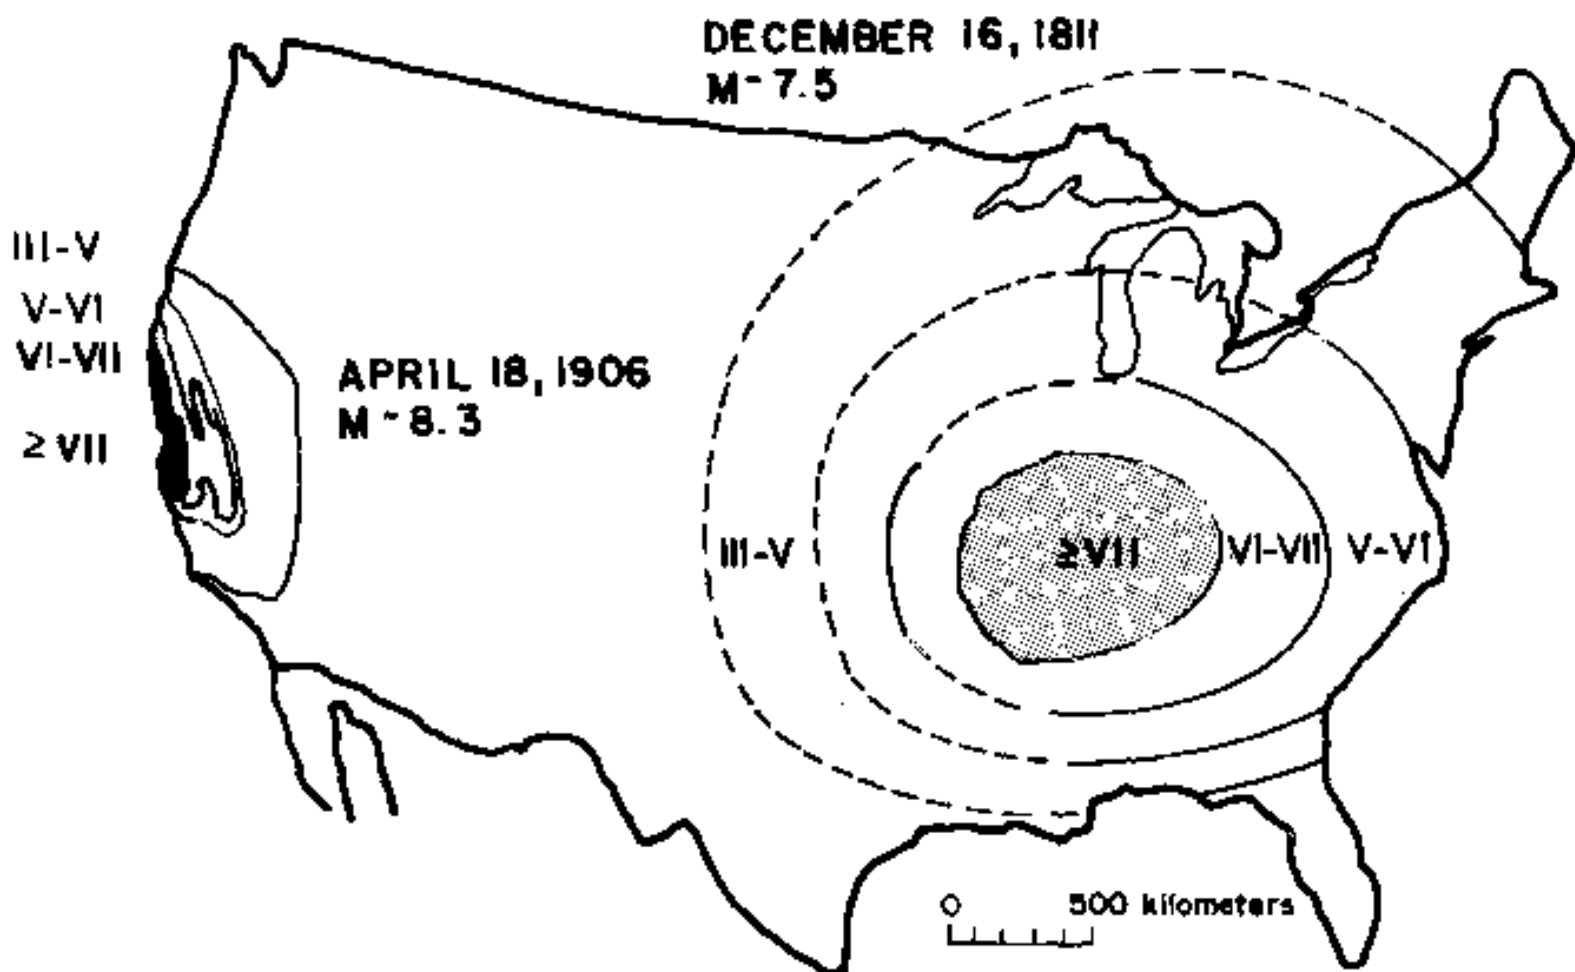 DECEMBER 16, 1811
M~7.5
III-V
V-VI
VI-VII
≥VII
APRIL 18, 1906
M~8.3
III-V
≥VII
VI-VII
V-VI
0 500 kilometers